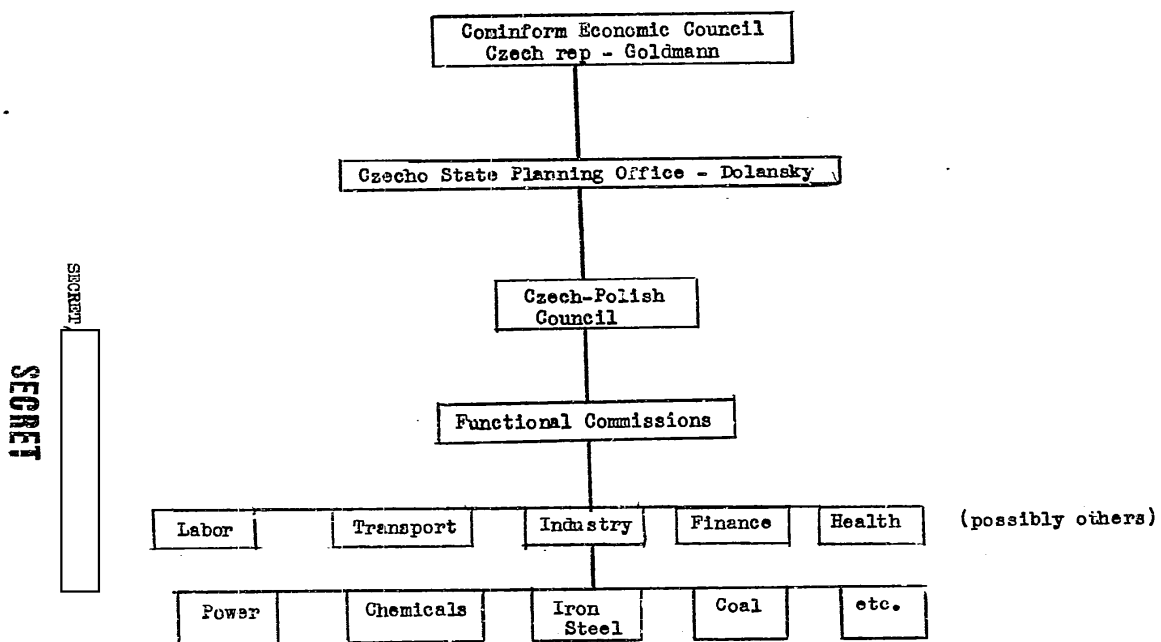 Cominform Economic Council
Czech rep - Goldmann
Czecho State Planning Office - Dolansky
SECRET
SECRET
Czech-Polish
Council
Functional Commissions
Labor Transport Industry Finance Health (possibly others)
Power Chemicals Iron Steel Coal etc.